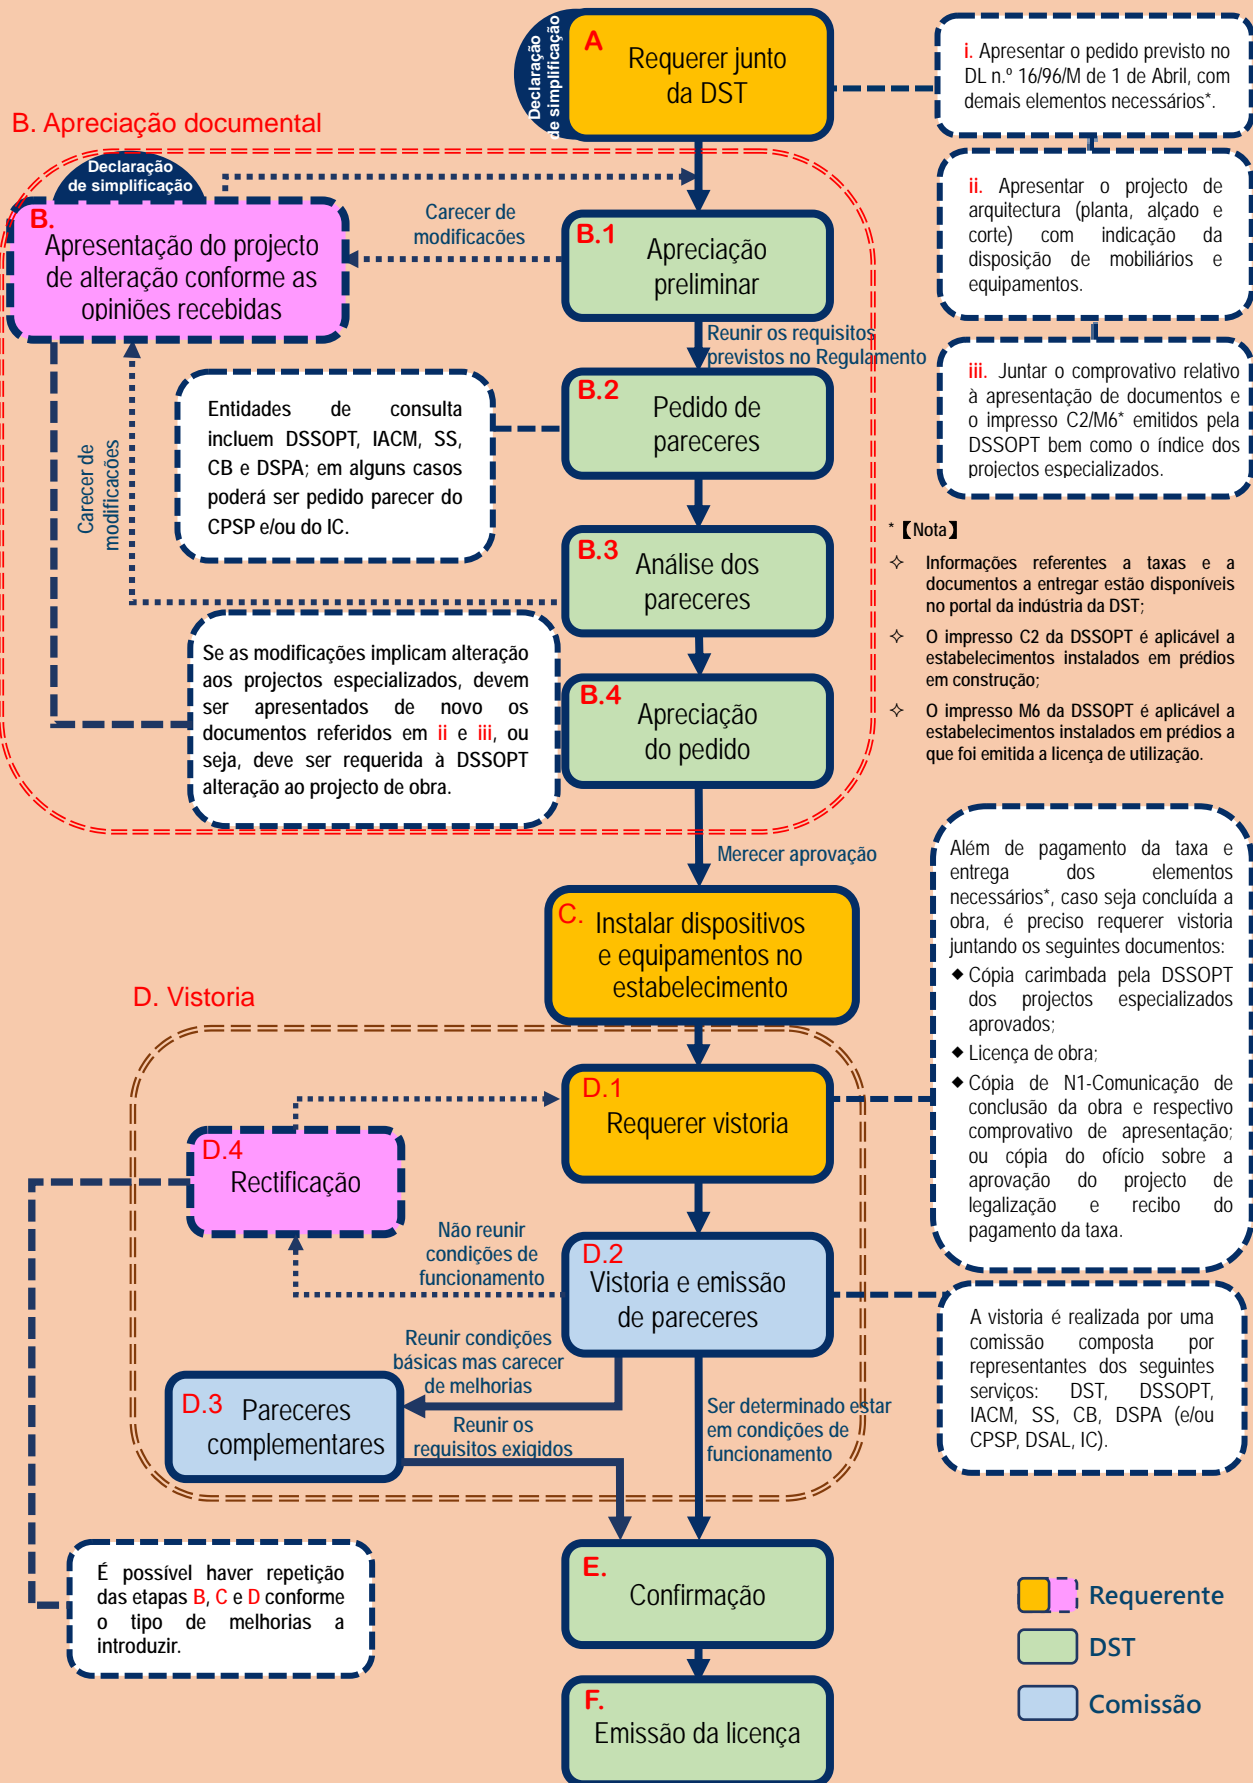 A
Requerer junto
da DST
Declaração
de simplificação
i. Apresentar o pedido previsto no
DL n.º 16/96/M de 1 de Abril, com
demais elementos necessários*.
ii. Apresentar o projecto de
arquitectura (planta, alçado e
corte) com indicação da
disposição de mobiliários e
equipamentos.
iii. Juntar o comprovativo relativo
à apresentação de documentos e
o impresso C2/M6* emitidos pela
DSSOPT bem como o índice dos
projectos especializados.
* 【Nota】
✧ Informações referentes a taxas e a
documentos a entregar estão disponíveis
no portal da indústria da DST;
✧ O impresso C2 da DSSOPT é aplicável a
estabelecimentos instalados em prédios
em construção;
✧ O impresso M6 da DSSOPT é aplicável a
estabelecimentos instalados em prédios a
que foi emitida a licença de utilização.
B. Apreciação documental
Declaração
de simplificação
B.
Apresentação do projecto
de alteração conforme as
opiniões recebidas
Carecer de
modificacões
B.1
Apreciação
preliminar
Reunir os requisitos
previstos no Regulamento
B.2
Pedido de
pareceres
Entidades de consulta
incluem DSSOPT, IACM, SS,
CB e DSPA; em alguns casos
poderá ser pedido parecer do
CPSP e/ou do IC.
Carecer de
modificacões
B.3
Análise dos
pareceres
Se as modificações implicam alteração
aos projectos especializados, devem
ser apresentados de novo os
documentos referidos em ii e iii, ou
seja, deve ser requerida à DSSOPT
alteração ao projecto de obra.
B.4
Apreciação
do pedido
Merecer aprovação
C.
Instalar dispositivos
e equipamentos no
estabelecimento
Além de pagamento da taxa e
entrega dos elementos
necessários*, caso seja concluída a
obra, é preciso requerer vistoria
juntando os seguintes documentos:
◆ Cópia carimbada pela DSSOPT
dos projectos especializados
aprovados;
◆ Licença de obra;
◆ Cópia de N1-Comunicação de
conclusão da obra e respectivo
comprovativo de apresentação;
ou cópia do ofício sobre a
aprovação do projecto de
legalização e recibo do
pagamento da taxa.
D. Vistoria
D.1
Requerer vistoria
D.4
Rectificação
Não reunir
condições de
funcionamento
D.2
Vistoria e emissão
de pareceres
A vistoria é realizada por uma
comissão composta por
representantes dos seguintes
serviços: DST, DSSOPT,
IACM, SS, CB, DSPA (e/ou
CPSP, DSAL, IC).
Reunir condições
básicas mas carecer
de melhorias
D.3 Pareceres
complementares
Reunir os
requisitos exigidos
Ser determinado estar
em condições de
funcionamento
É possível haver repetição
das etapas B, C e D conforme
o tipo de melhorias a
introduzir.
E.
Confirmação
F.
Emissão da licença
Requerente
DST
Comissão